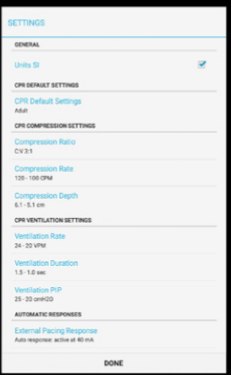 SETTINGS
GENERAL
Units SI
CPR DEFAULT SETTINGS
CPR Default Settings
Adult
CPR COMPRESSION SETTINGS
Compression Ratio
C:V 3:1
Compression Rate
120 - 100 CPM
Compression Depth
6.1 - 5.1 cm
CPR VENTILATION SETTINGS
Ventilation Rate
24 - 20 VPM
Ventilation Duration
1.5 - 1.0 sec
Ventilation PIP
25 - 20 cmH2O
AUTOMATIC RESPONSES
External Pacing Response
Auto response: active at 40 mA
DONE